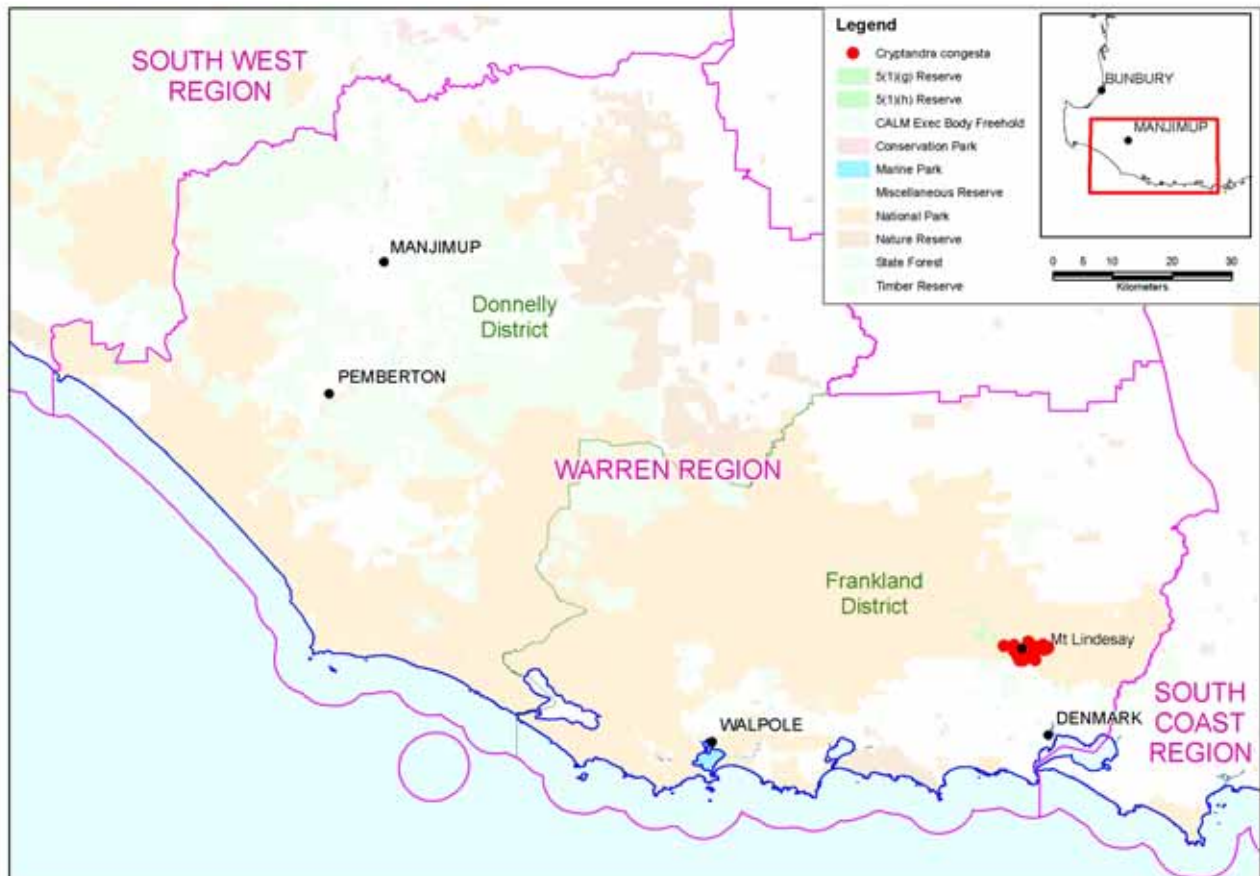 SOUTH WEST
REGION
MANJIMUP
Donnelly
District
PEMBERTON
WARREN REGION
Frankland
District
Mt Lindesay
WALPOLE
DENMARK
SOUTH
COAST
REGION
Legend
Cryptandra congesta
5(1)(g) Reserve
5(1)(h) Reserve
CALM Exec Body Freehold
Conservation Park
Marine Park
Miscellaneous Reserve
National Park
Nature Reserve
State Forest
Timber Reserve
BUNBURY
MANJIMUP
0 10 20 30
Kilometers